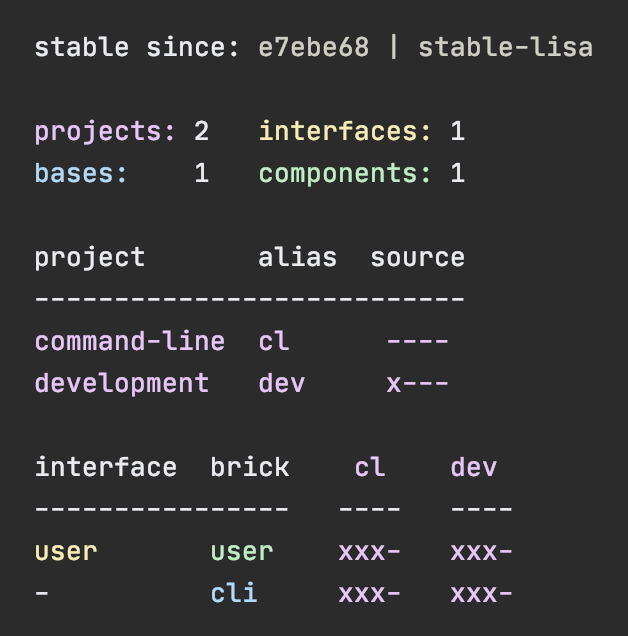 stable since: e7ebe68 | stable-lisa
projects: 2   interfaces: 1
bases:    1   components: 1
project       alias  source
---------------------------
command-line  cl      ----
development   dev     x---
interface  brick    cl    dev
----------------   ----   ----
user       user    xxx-   xxx-
-          cli     xxx-   xxx-